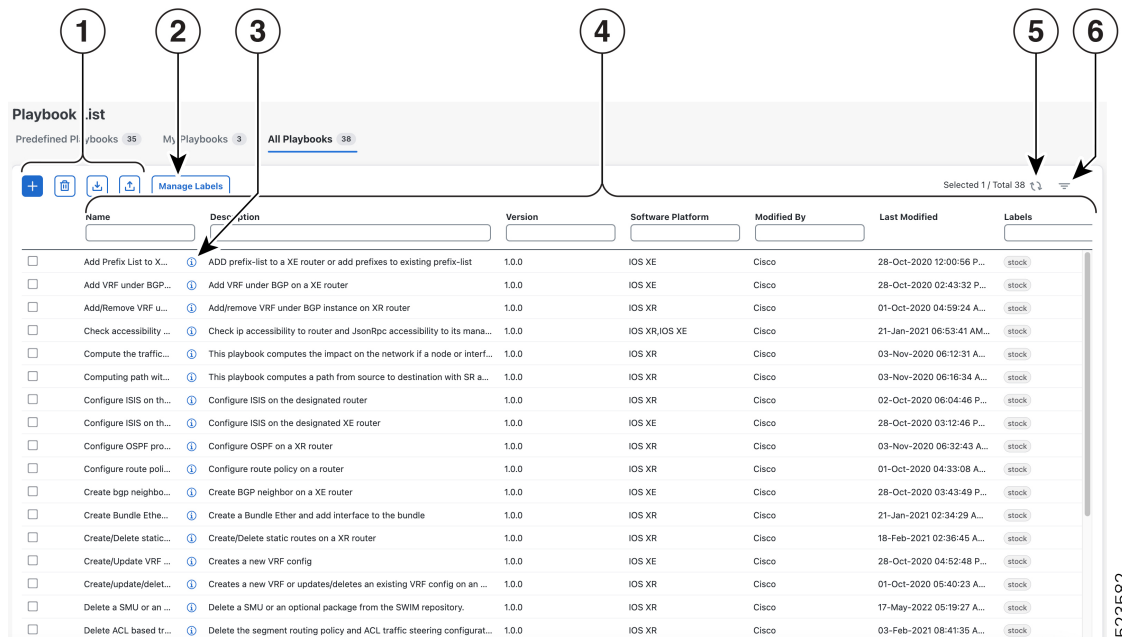 1 2 3 4 5 6
Playbook List
Predefined Playbooks 35 My Playbooks 3 All Playbooks 38
Manage Labels Selected 1 / Total 38
Name Description Version Software Platform Modified By Last Modified Labels
Add Prefix List to X... ADD prefix-list to a XE router or add prefixes to existing prefix-list 1.0.0 IOS XE Cisco 28-Oct-2020 12:00:56 P... stock
Add VRF under BGP... Add VRF under BGP on a XE router 1.0.0 IOS XE Cisco 28-Oct-2020 02:43:32 P... stock
Add/Remove VRF u... Add/remove VRF under BGP instance on XR router 1.0.0 IOS XR Cisco 01-Oct-2020 04:59:24 A... stock
Check accessibility ... Check ip accessibility to router and JsonRpc accessibility to its mana... 1.0.0 IOS XR,IOS XE Cisco 21-Jan-2021 06:53:41 AM... stock
Compute the traffic... This playbook computes the impact on the network if a node or interf... 1.0.0 IOS XR Cisco 03-Nov-2020 06:12:31 A... stock
Computing path wit... This playbook computes a path from source to destination with SR a... 1.0.0 IOS XR Cisco 03-Nov-2020 06:16:34 A... stock
Configure ISIS on th... Configure ISIS on the designated router 1.0.0 IOS XR Cisco 02-Oct-2020 06:04:46 P... stock
Configure ISIS on th... Configure ISIS on the designated XE router 1.0.0 IOS XE Cisco 28-Oct-2020 03:12:46 P... stock
Configure OSPF pro... Configure OSPF on a XR router 1.0.0 IOS XR Cisco 03-Nov-2020 06:32:43 A... stock
Configure route poli... Configure route policy on a router 1.0.0 IOS XR Cisco 01-Oct-2020 04:33:08 A... stock
Create bgp neighbo... Create BGP neighbor on a XE router 1.0.0 IOS XE Cisco 28-Oct-2020 03:43:49 P... stock
Create Bundle Ethe... Create a Bundle Ether and add interface to the bundle 1.0.0 IOS XR Cisco 21-Jan-2021 02:34:29 A... stock
Create/Delete static... Create/Delete static routes on a XR router 1.0.0 IOS XR Cisco 18-Feb-2021 02:36:45 A... stock
Create/Update VRF ... Creates a new VRF config 1.0.0 IOS XE Cisco 28-Oct-2020 04:52:48 P... stock
Create/update/delet... Creates a new VRF or updates/deletes an existing VRF config on an ... 1.0.0 IOS XR Cisco 01-Oct-2020 05:40:23 A... stock
Delete a SMU or an ... Delete a SMU or an optional package from the SWIM repository. 1.0.0 IOS XR Cisco 17-May-2022 05:19:27 A... stock
Delete ACL based tr... Delete the segment routing policy and ACL traffic steering configurat... 1.0.0 IOS XR Cisco 03-Feb-2021 08:41:35 A... stock